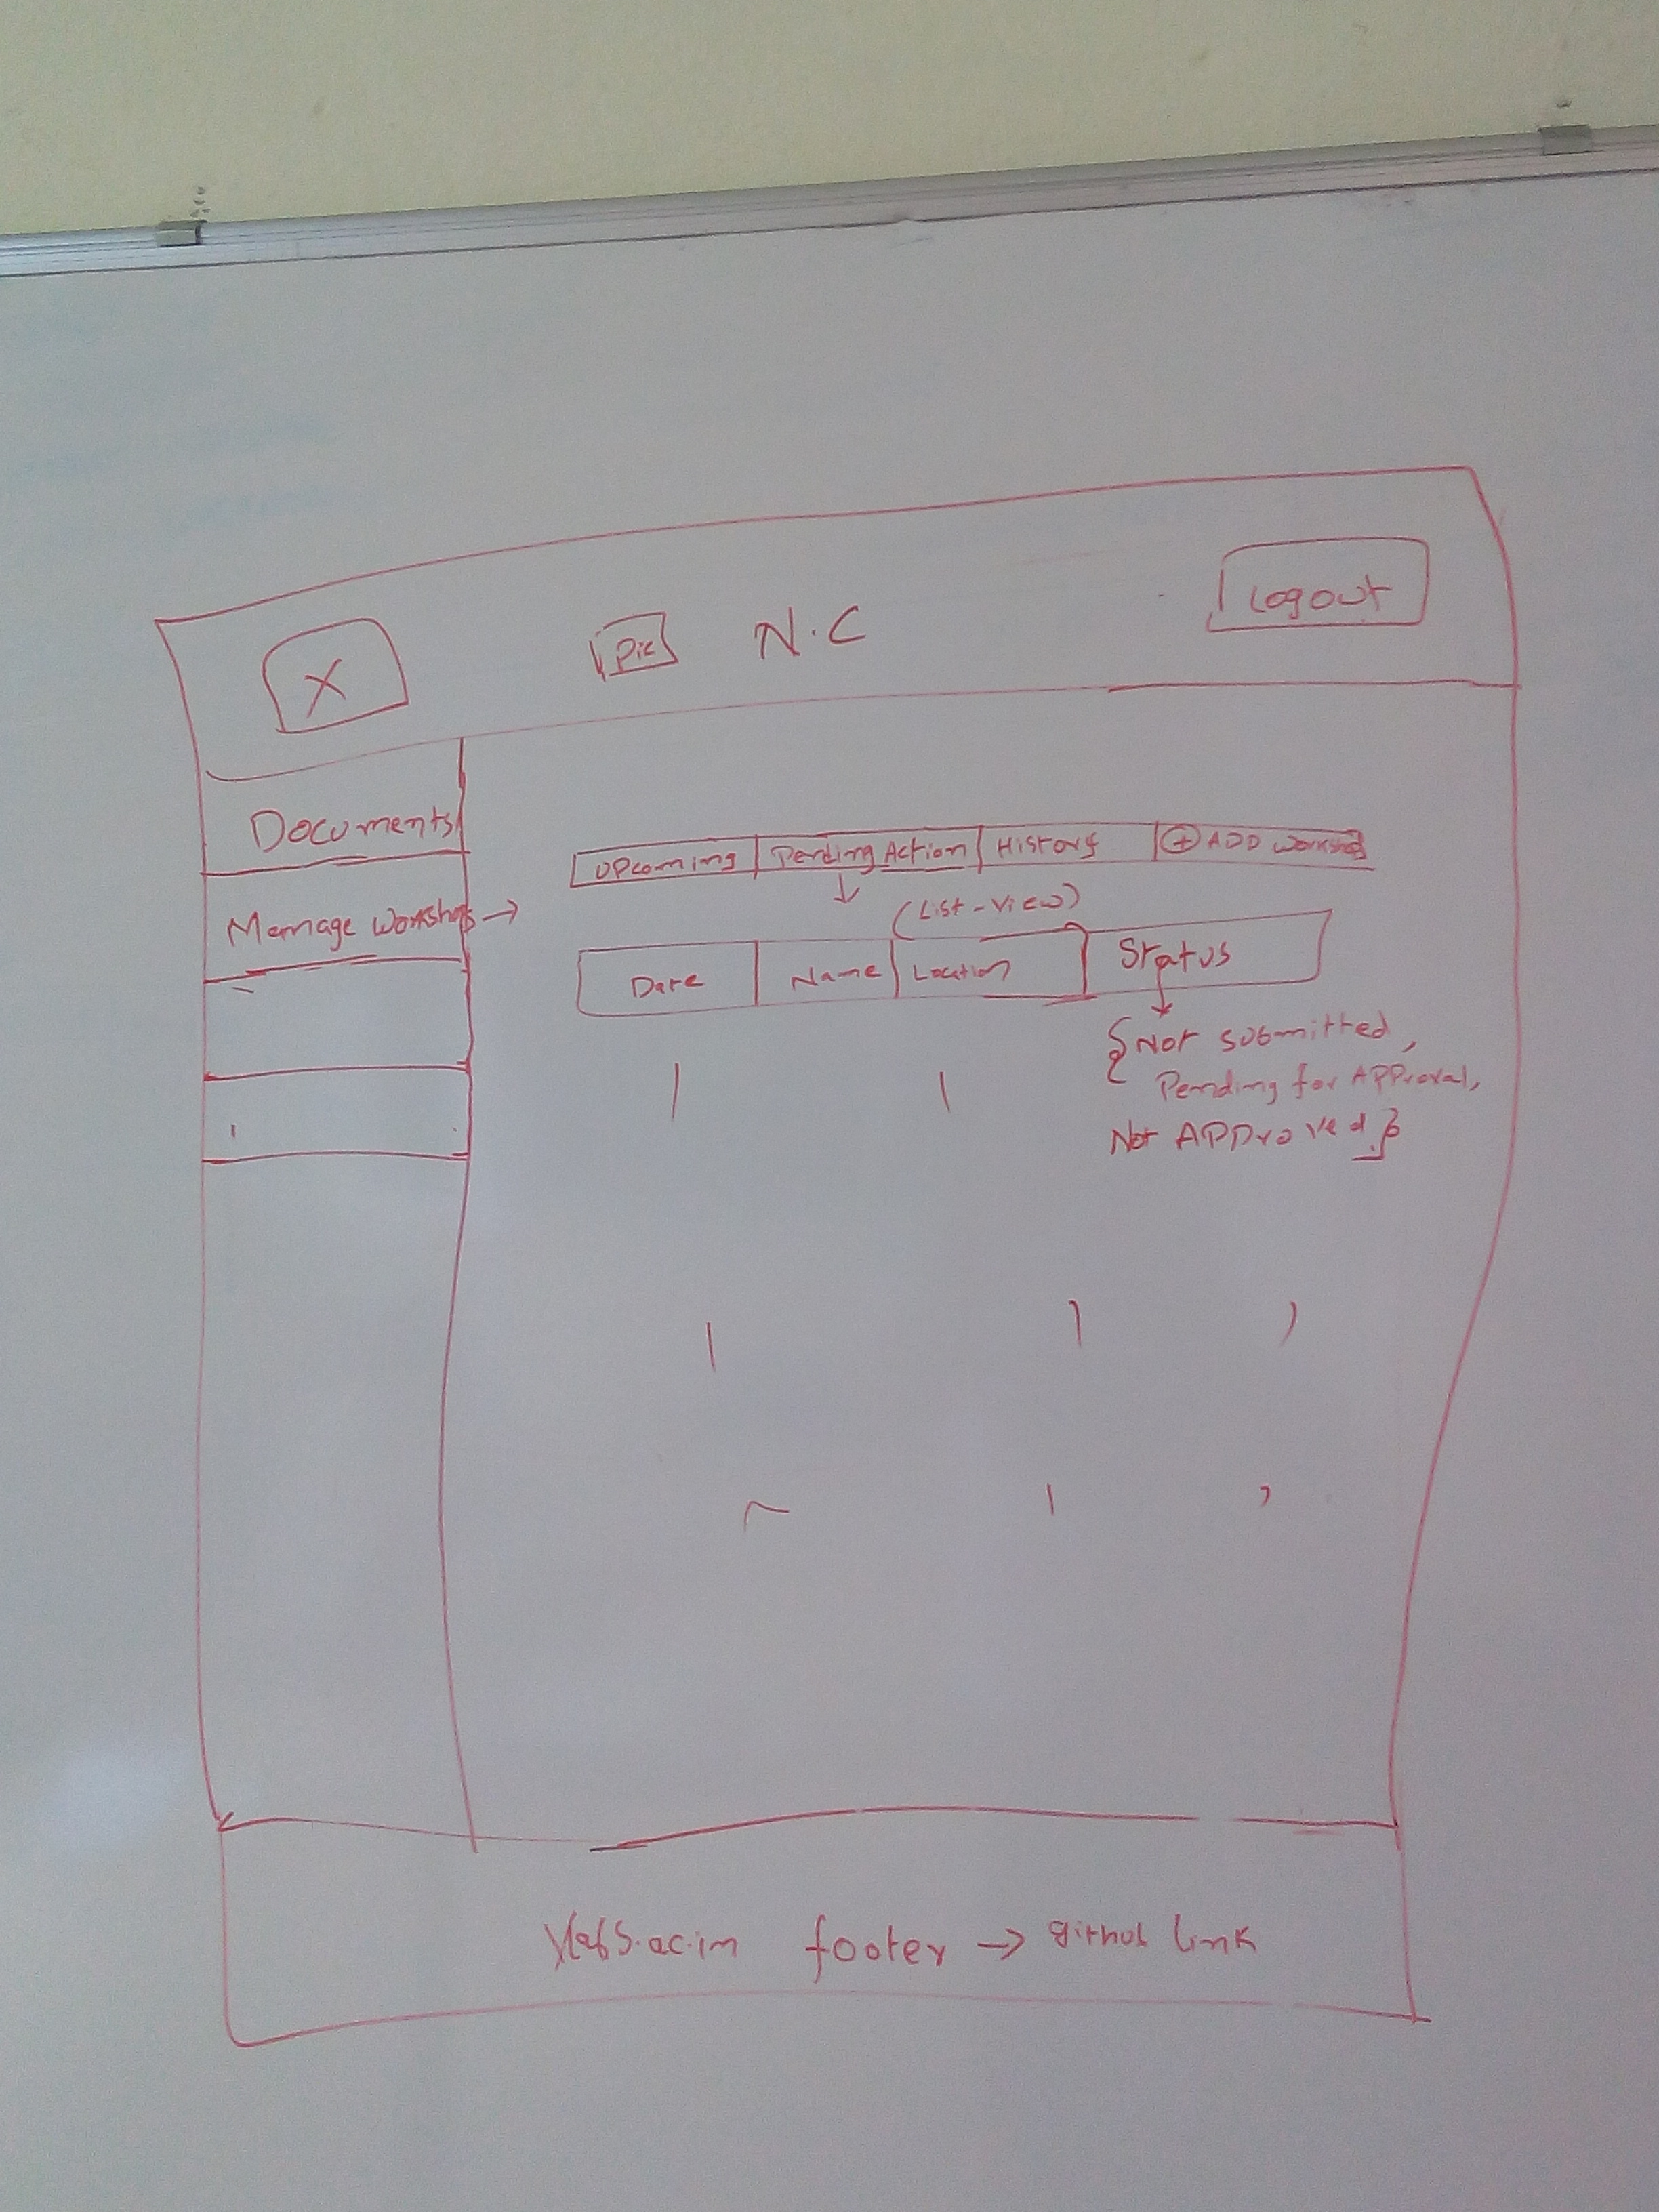 X
Pic N.C
Logout
Documents
Manage Workshops →
Upcoming Pending Action History + ADD Workshop
(List-View)
Date Name Location Status
{Not submitted,
Pending for Approval,
Not Approved.}
vlabs.ac.in footer → github link